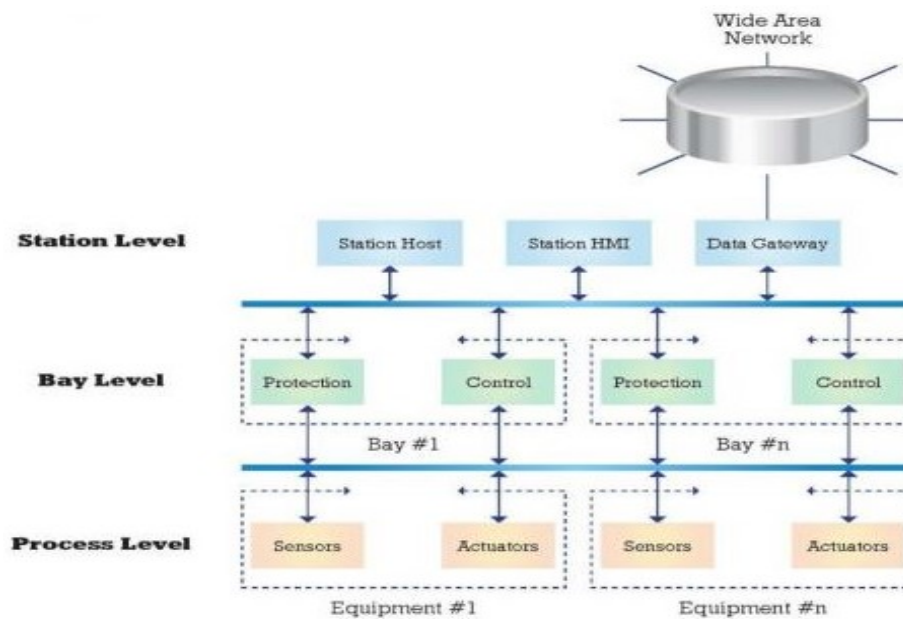 Wide Area
Network
Station Level
Station Host
Station HMI
Data Gateway
Bay Level
Protection
Control
Protection
Control
Bay #1
Bay #n
Process Level
Sensors
Actuators
Sensors
Actuators
Equipment #1
Equipment #n